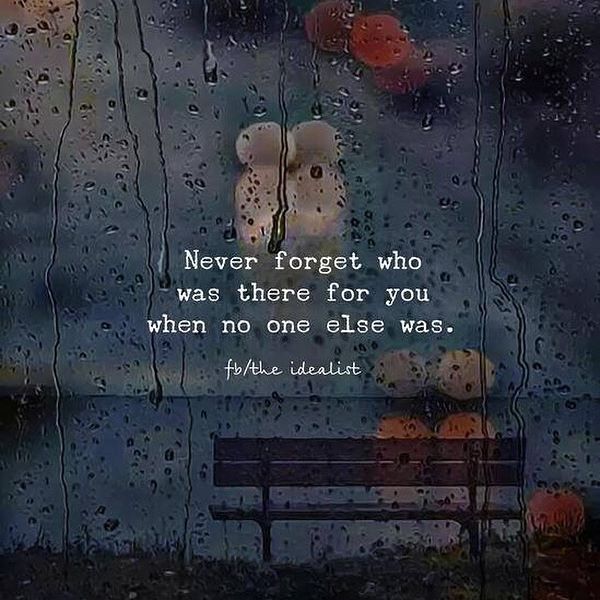 Never forget who
was there for you
when no one else was.
fb/the idealist